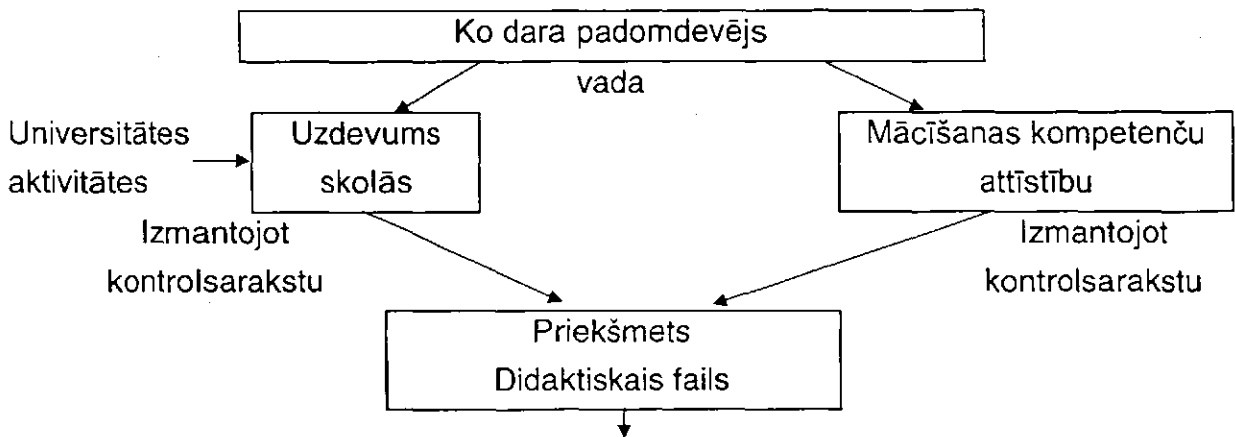 Ko dara padomdevējs
vada
Universitātes
aktivitātes
Uzdevums
skolās
Mācīšanas kompetenču
attīstību
Izmantojot
kontrolsarakstu
Izmantojot
kontrolsarakstu
Priekšmets
Didaktiskais fails